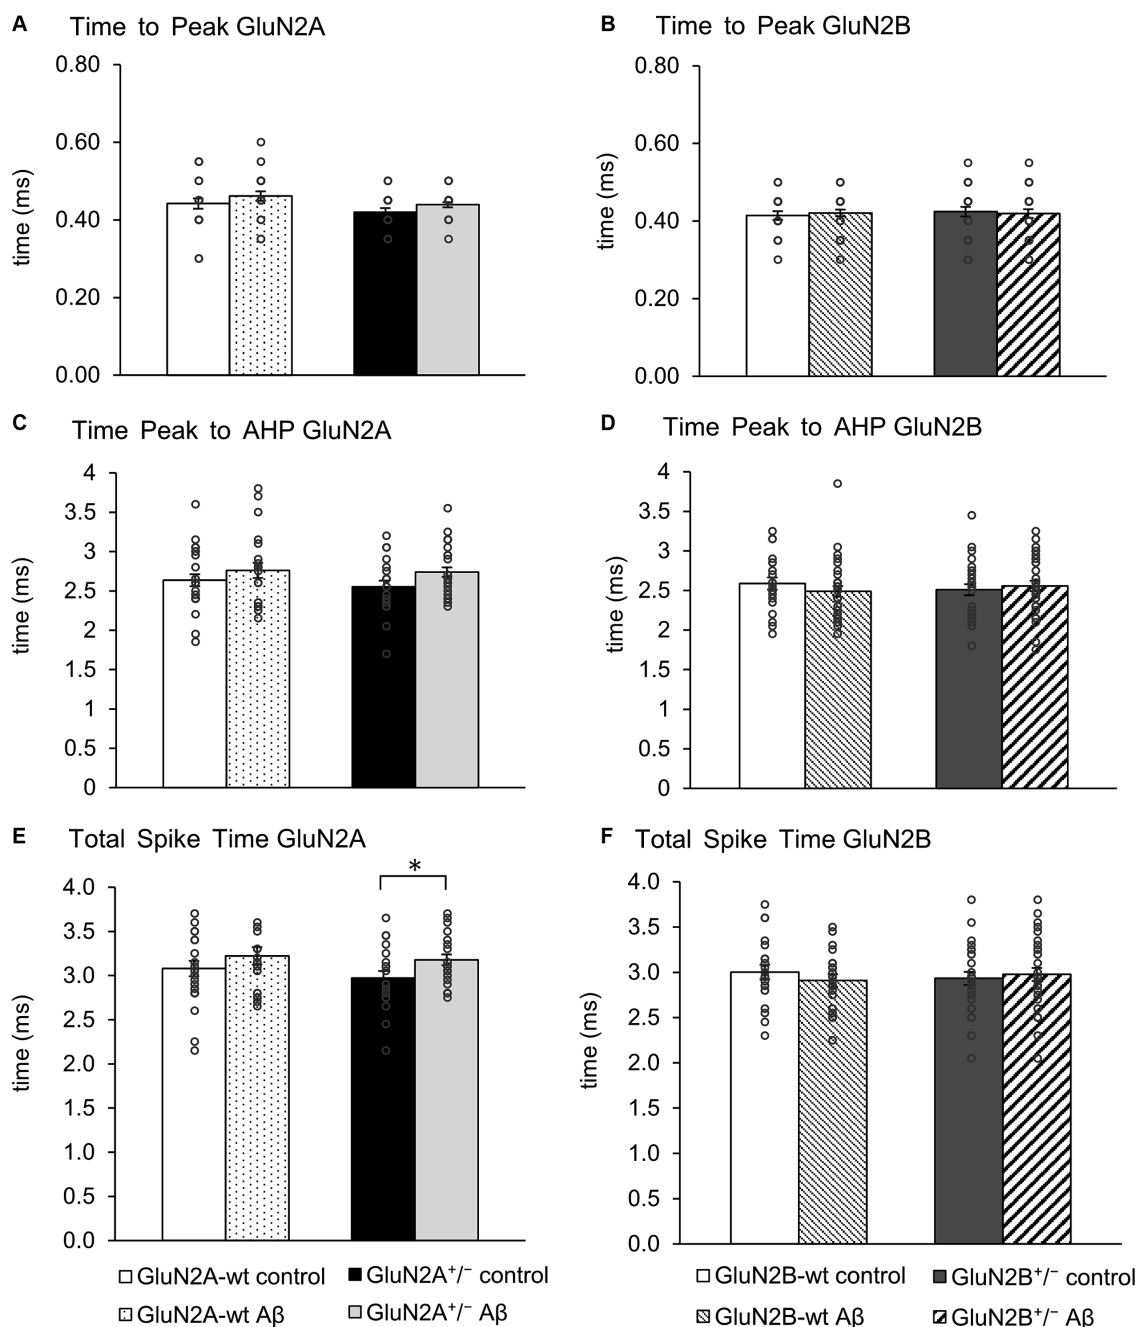 A Time to Peak GluN2A
0.80
0.60
0.40
0.20
0.00
time (ms)
B Time to Peak GluN2B
0.80
0.60
0.40
0.20
0.00
time (ms)
C Time Peak to AHP GluN2A
4
3.5
3
2.5
2
1.5
1
0.5
0
time (ms)
D Time Peak to AHP GluN2B
4
3.5
3
2.5
2
1.5
1
0.5
0
time (ms)
E Total Spike Time GluN2A
*
4.0
3.5
3.0
2.5
2.0
1.5
1.0
0.5
0.0
time (ms)
GluN2A-wt control GluN2A⁺/⁻ control
GluN2A-wt Aβ GluN2A⁺/⁻ Aβ
F Total Spike Time GluN2B
4.0
3.5
3.0
2.5
2.0
1.5
1.0
0.5
0.0
time (ms)
GluN2B-wt control GluN2B⁺/⁻ control
GluN2B-wt Aβ GluN2B⁺/⁻ Aβ